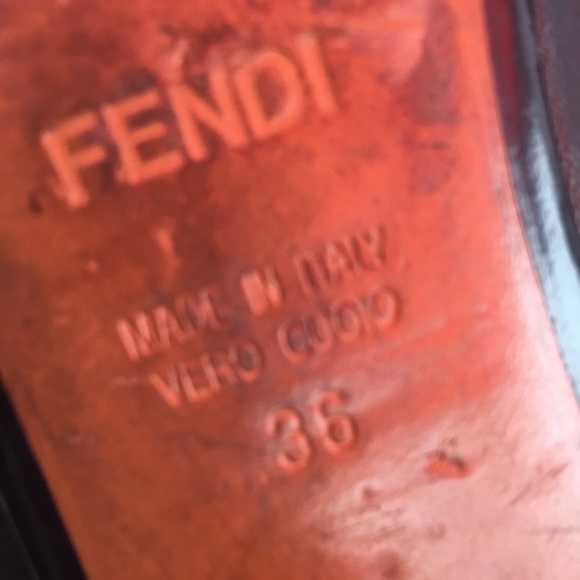 FENDI
MADE IN ITALY
VERO CUOIO
36